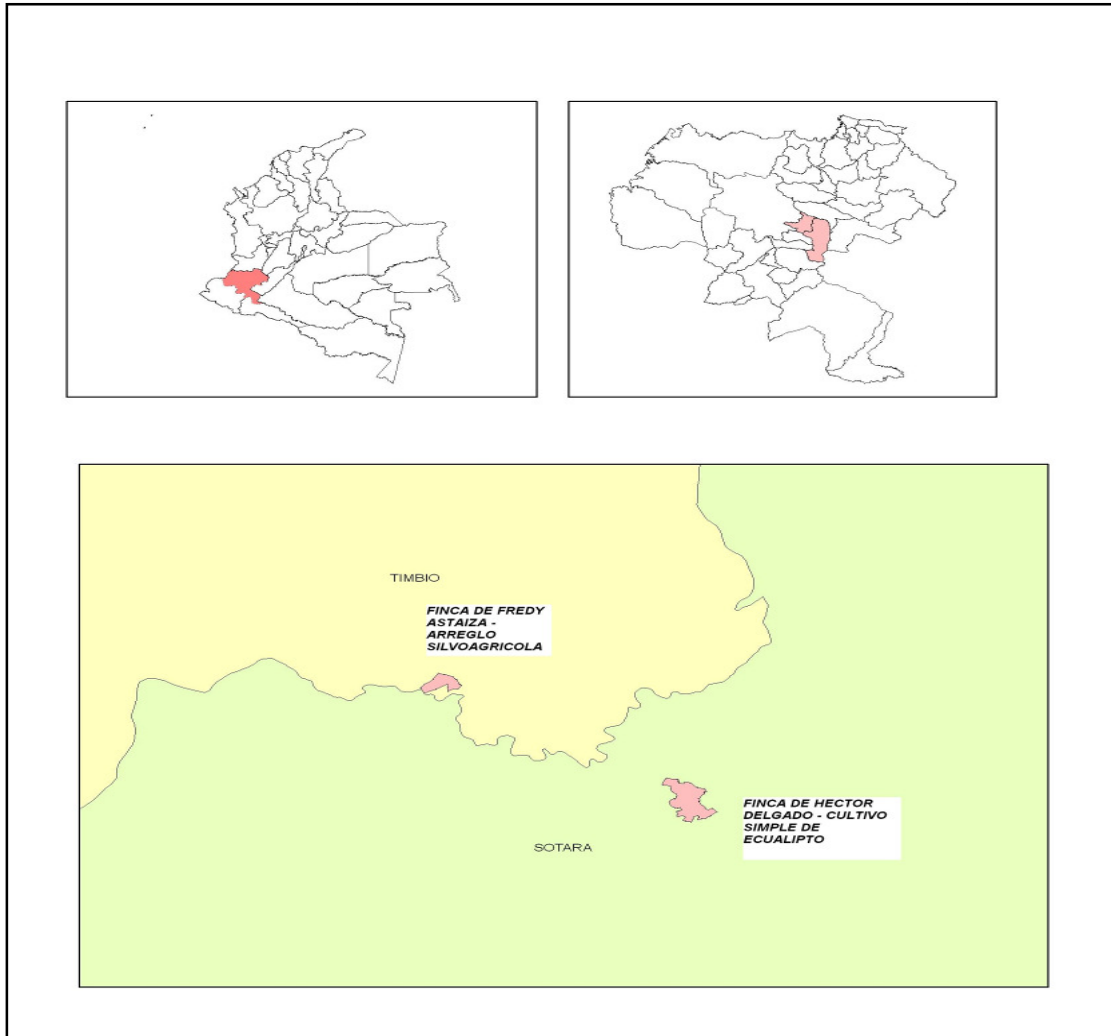 TIMBIO
FINCA DE FREDY
ASTAIZA -
ARREGLO
SILVOAGRICOLA
FINCA DE HECTOR
DELGADO - CULTIVO
SIMPLE DE
ECUALIPTO
SOTARA